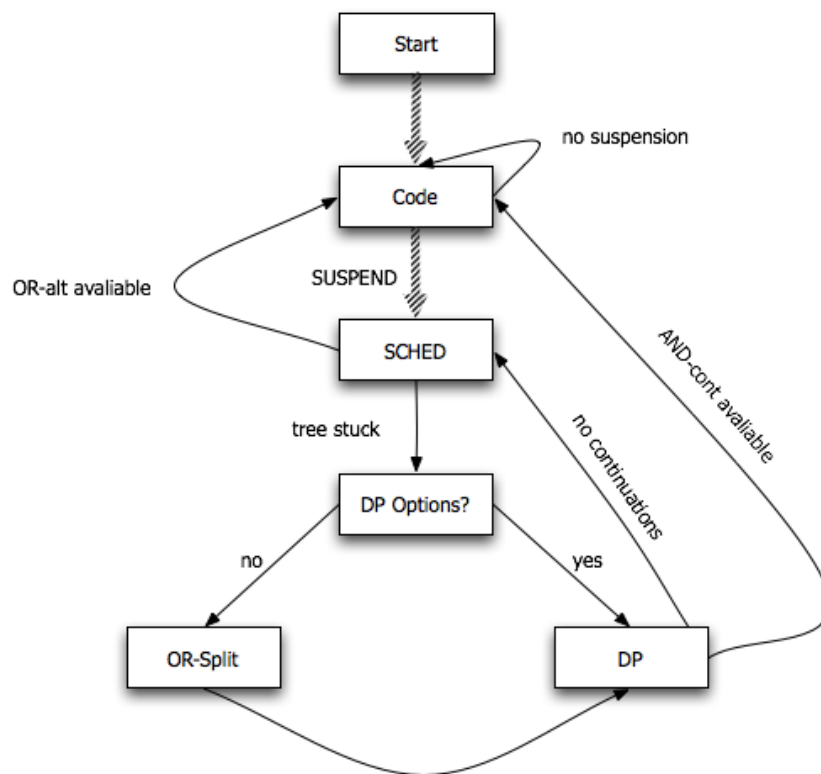 Start
no suspension
Code
SUSPEND
OR-alt avaliable
SCHED
AND-cont avaliable
tree stuck
no continuations
DP Options?
no
yes
OR-Split
DP